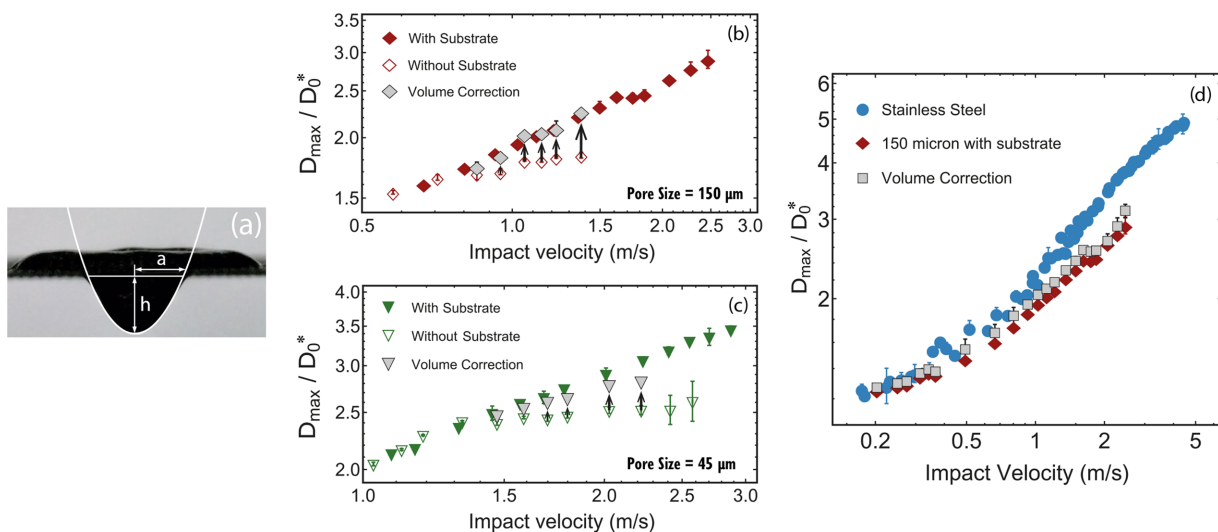 (a)
a
h
(b)
With Substrate
Without Substrate
Volume Correction
Pore Size = 150 μm
D_max / D_0*
3.5
3.0
2.5
2.0
1.5
0.5
1.0
1.5
2.0
2.5
3.0
Impact velocity (m/s)
(c)
With Substrate
Without Substrate
Volume Correction
Pore Size = 45 μm
D_max / D_0*
4.0
3.5
3.0
2.5
2.0
1.0
1.5
2.0
2.5
3.0
Impact velocity (m/s)
(d)
Stainless Steel
150 micron with substrate
Volume Correction
D_max / D_0*
6
5
4
3
2
0.2
0.5
1
2
5
Impact Velocity (m/s)